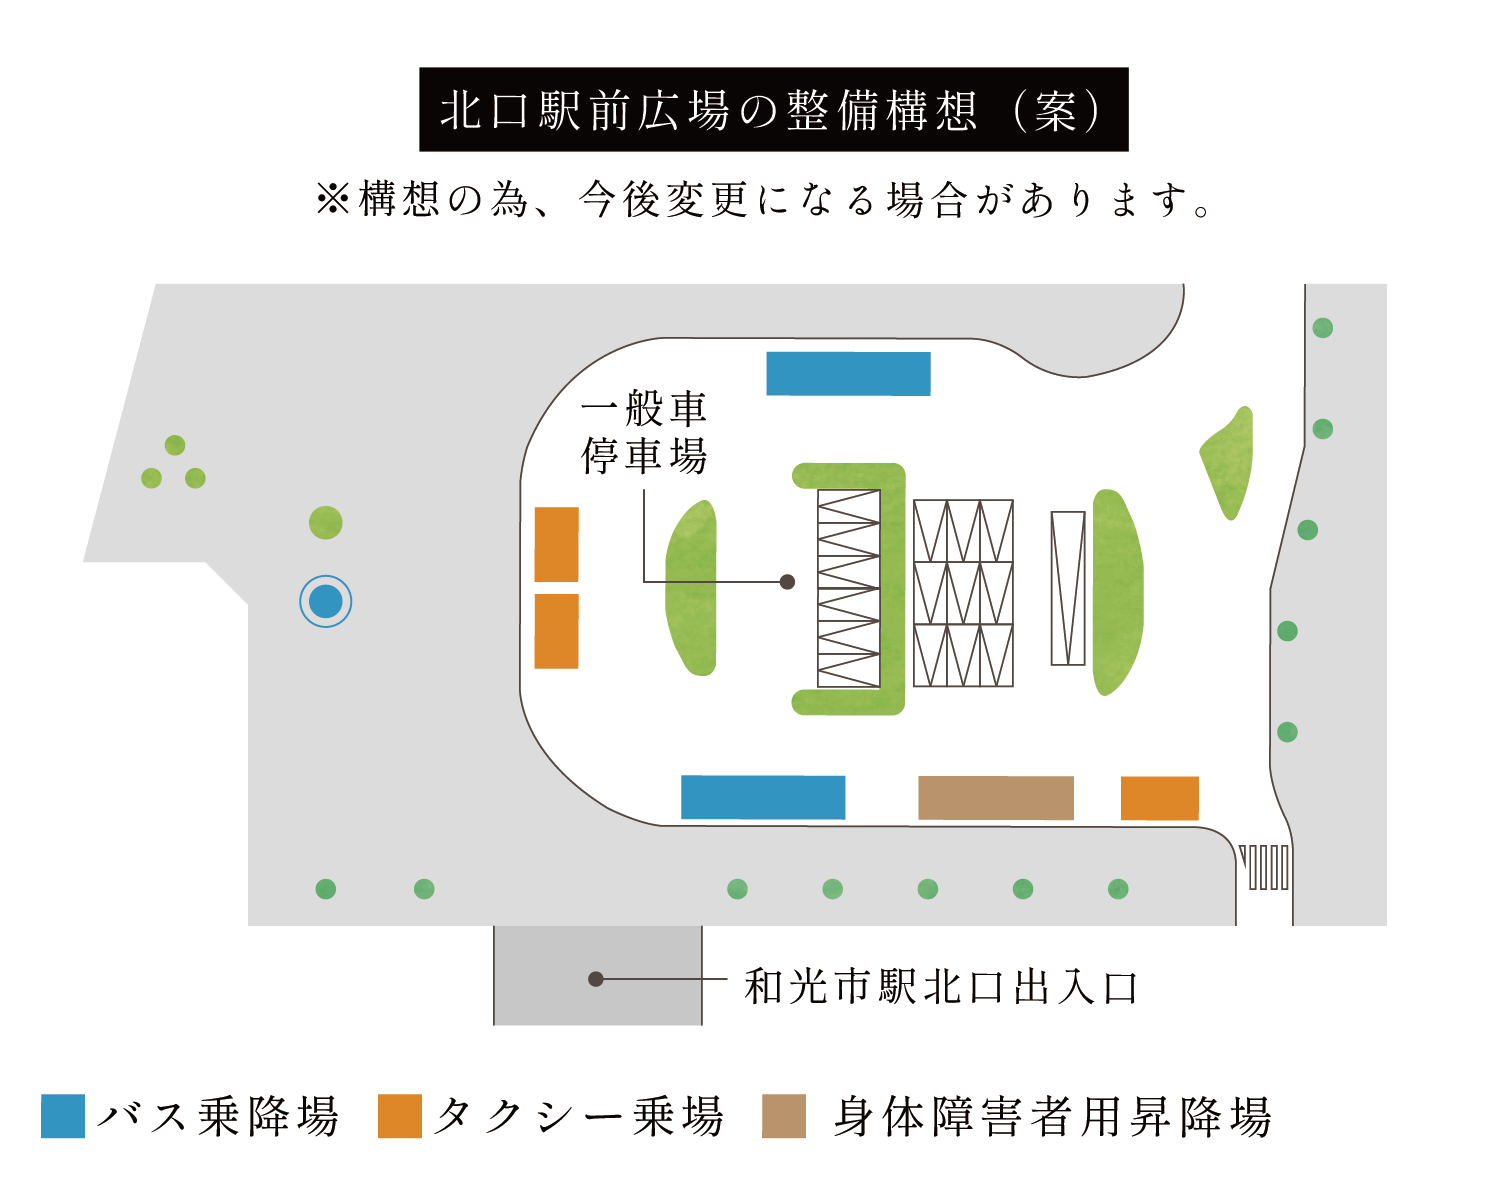 北口駅前広場の整備構想（案）
※構想の為、今後変更になる場合があります。
一般車
停車場
和光市駅北口出入口
バス乗降場
タクシー乗場
身体障害者用昇降場